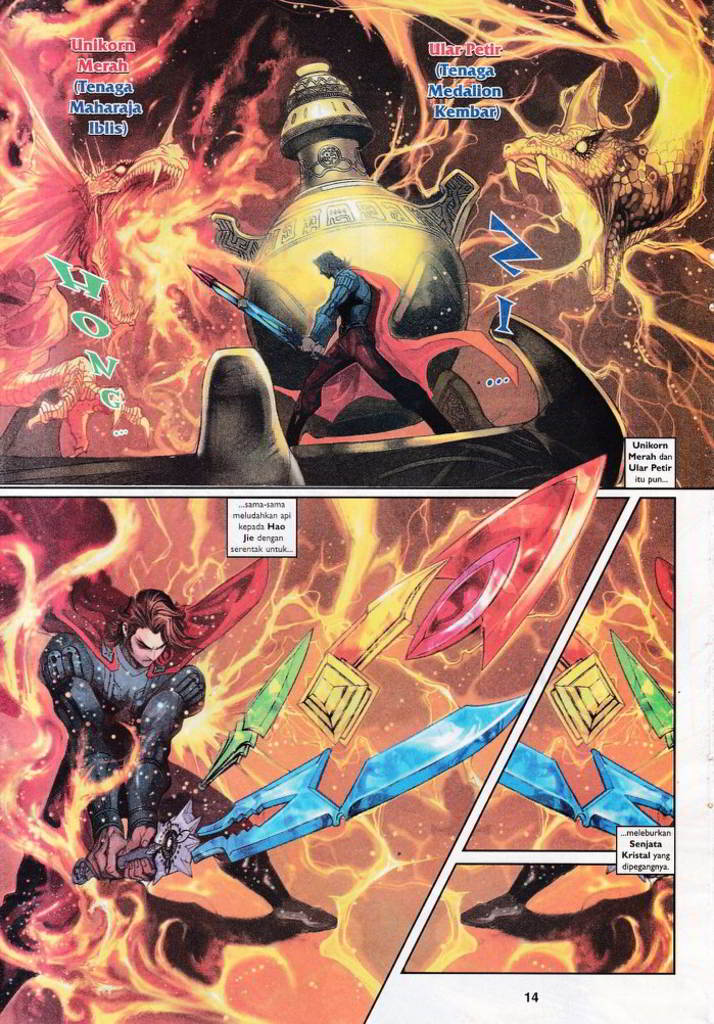 Unikorn
Merah
(Tenaga
Maharaja
Iblis)
Ular Petir
(Tenaga
Medalion
Kembar)
HONG
...
ZI
...
Unikorn
Merah dan
Ular Petir
itu pun...
...sama-sama
meludahkan api
kepada Hao
Jie dengan
serentak untuk...
...meleburkan
Senjata
Kristal yang
dipegangnya.
14